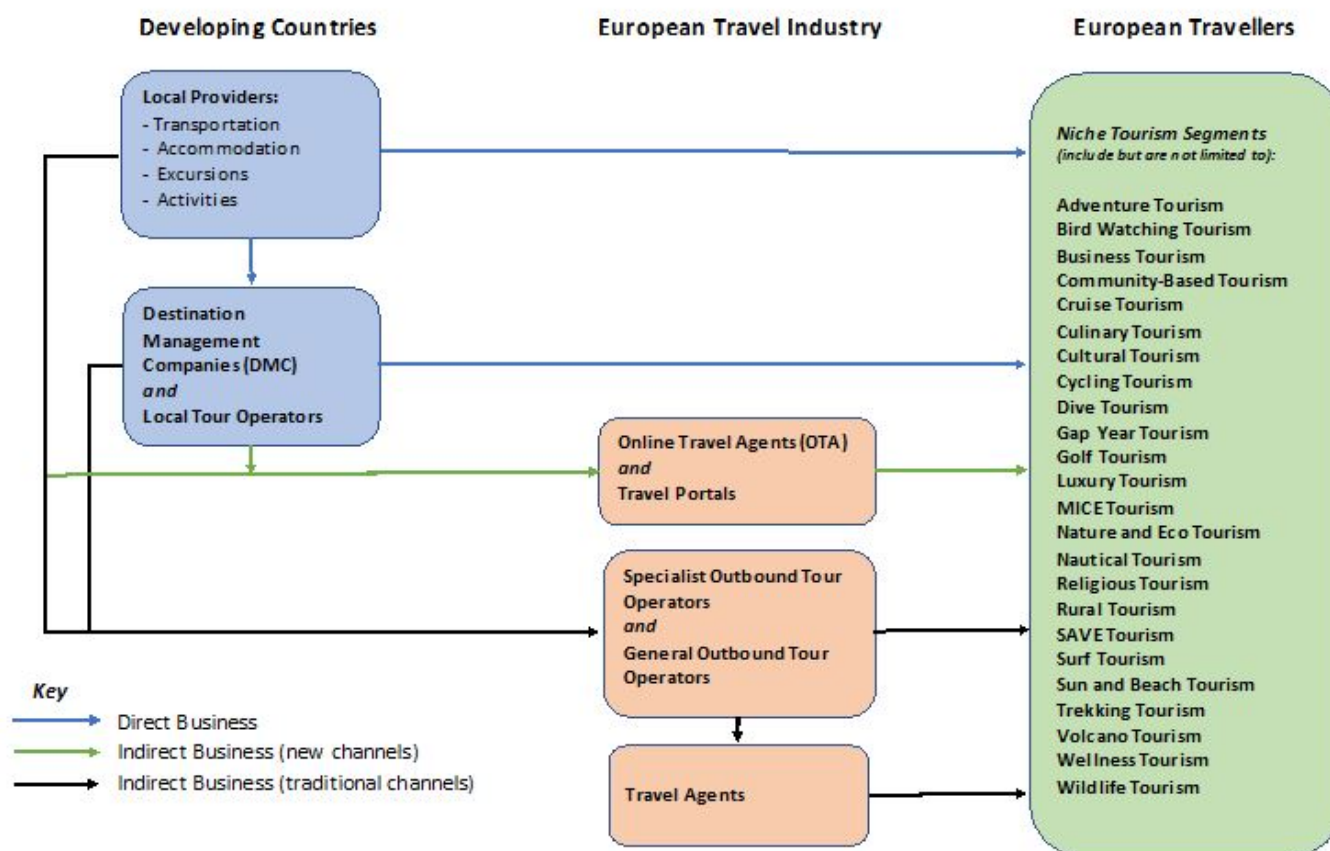 Developing Countries
European Travel Industry
European Travellers
Local Providers:
- Transportation
- Accommodation
- Excursions
- Activities
Destination
Management
Companies (DMC)
and
Local Tour Operators
Online Travel Agents (OTA)
and
Travel Portals
Specialist Outbound Tour
Operators
and
General Outbound Tour
Operators
Travel Agents
Niche Tourism Segments
(include but are not limited to):
Adventure Tourism
Bird Watching Tourism
Business Tourism
Community-Based Tourism
Cruise Tourism
Culinary Tourism
Cultural Tourism
Cycling Tourism
Dive Tourism
Gap Year Tourism
Golf Tourism
Luxury Tourism
MICE Tourism
Nature and Eco Tourism
Nautical Tourism
Religious Tourism
Rural Tourism
SAVE Tourism
Surf Tourism
Sun and Beach Tourism
Trekking Tourism
Volcano Tourism
Wellness Tourism
Wildlife Tourism
Key
Direct Business
Indirect Business (new channels)
Indirect Business (traditional channels)